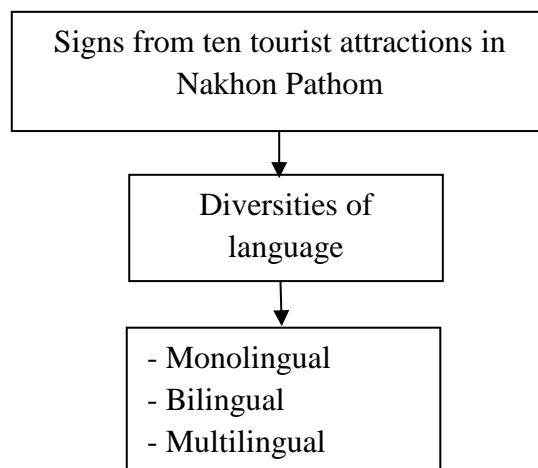 Signs from ten tourist attractions in
Nakhon Pathom
Diversities of
language
- Monolingual
- Bilingual
- Multilingual